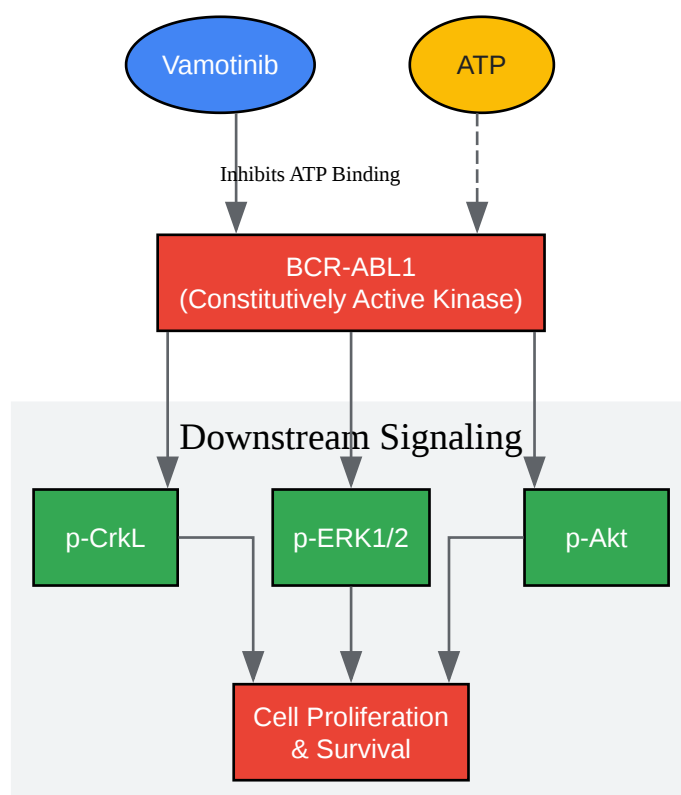 Vamotinib
ATP
Inhibits ATP Binding
BCR-ABL1
(Constitutively Active Kinase)
Downstream Signaling
p-CrkL
p-ERK1/2
p-Akt
Cell Proliferation
& Survival